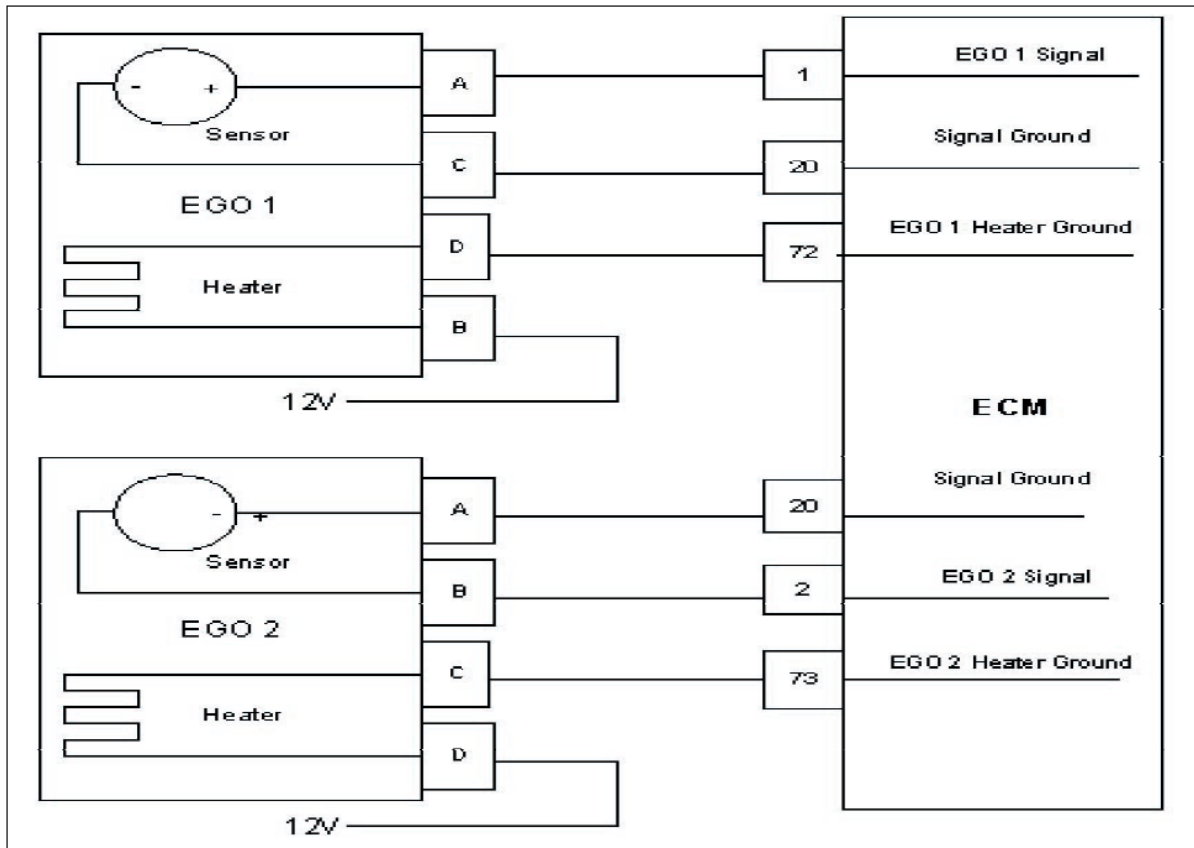 A
1
EGO 1 Signal
- +
Sensor
C
20
Signal Ground
EGO 1
D
72
EGO 1 Heater Ground
Heater
B
12V
ECM
A
20
Signal Ground
- +
Sensor
B
2
EGO 2 Signal
EGO 2
C
73
EGO 2 Heater Ground
Heater
D
12V